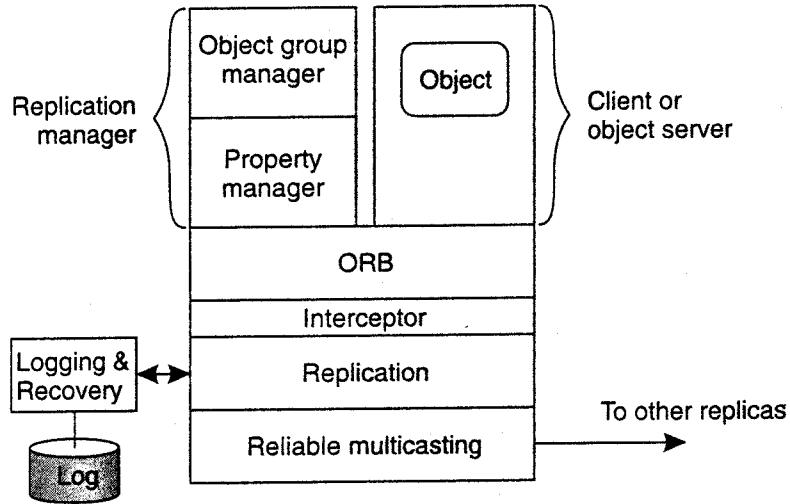 Object group
manager
Object
Replication
manager
Client or
object server
Property
manager
ORB
Interceptor
Logging &
Recovery
Replication
To other replicas
Reliable multicasting
Log